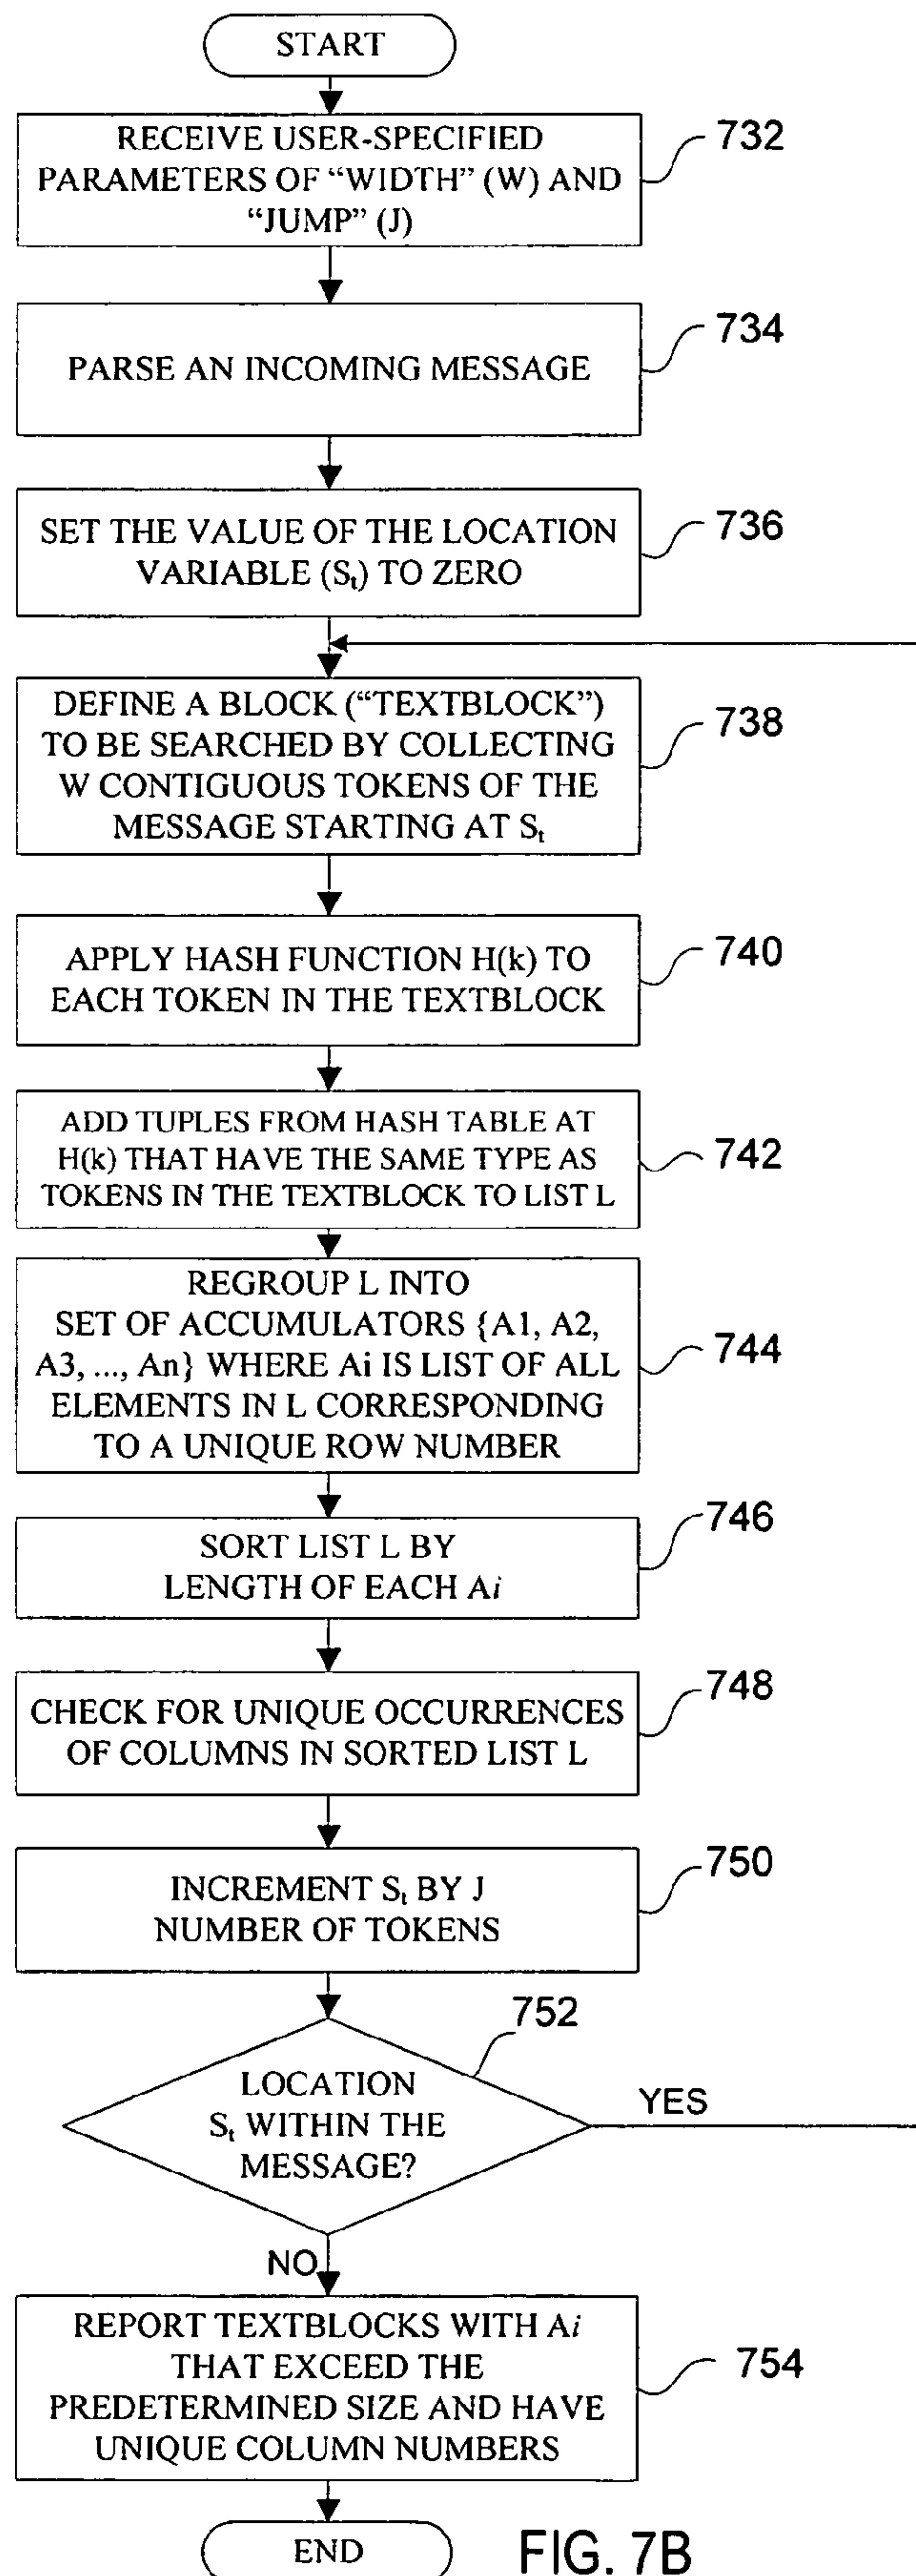 START
RECEIVE USER-SPECIFIED
PARAMETERS OF “WIDTH” (W) AND
“JUMP” (J)
732
PARSE AN INCOMING MESSAGE
734
SET THE VALUE OF THE LOCATION
VARIABLE (St) TO ZERO
736
DEFINE A BLOCK (“TEXTBLOCK”)
TO BE SEARCHED BY COLLECTING
W CONTIGUOUS TOKENS OF THE
MESSAGE STARTING AT St
738
APPLY HASH FUNCTION H(k) TO
EACH TOKEN IN THE TEXTBLOCK
740
ADD TUPLES FROM HASH TABLE AT
H(k) THAT HAVE THE SAME TYPE AS
TOKENS IN THE TEXTBLOCK TO LIST L
742
REGROUP L INTO
SET OF ACCUMULATORS {A1, A2,
A3, ..., An} WHERE Ai IS LIST OF ALL
ELEMENTS IN L CORRESPONDING
TO A UNIQUE ROW NUMBER
744
SORT LIST L BY
LENGTH OF EACH Ai
746
CHECK FOR UNIQUE OCCURRENCES
OF COLUMNS IN SORTED LIST L
748
INCREMENT St BY J
NUMBER OF TOKENS
750
752
LOCATION
St WITHIN THE
MESSAGE?
YES
NO
REPORT TEXTBLOCKS WITH Ai
THAT EXCEED THE
PREDETERMINED SIZE AND HAVE
UNIQUE COLUMN NUMBERS
754
END
FIG. 7B